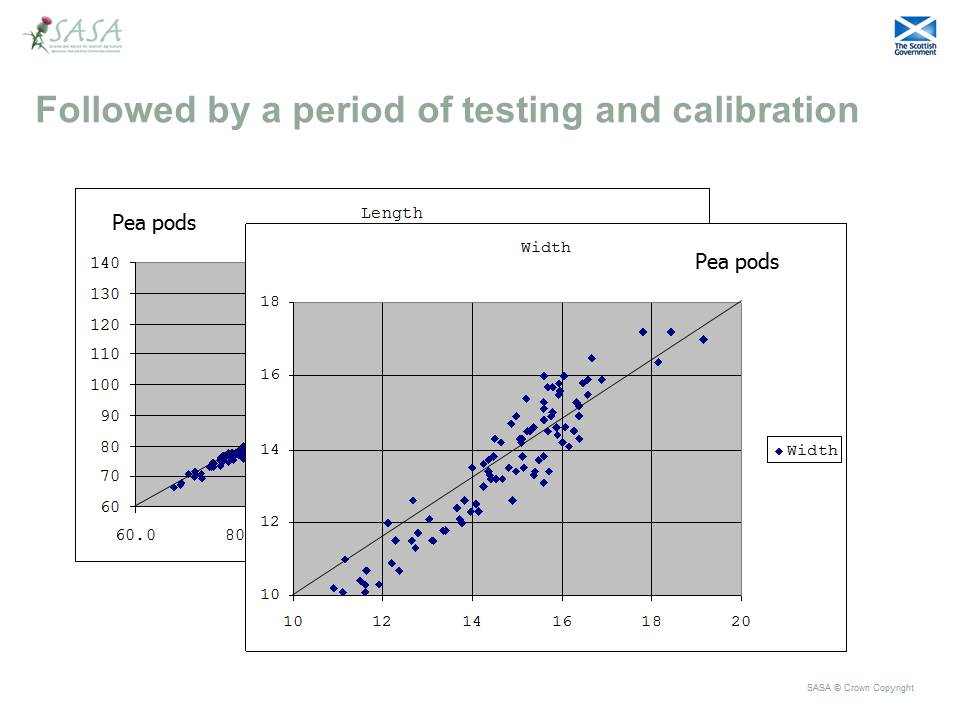 SASA
The Scottish
Government
Followed by a period of testing and calibration
Length
Pea pods
140
130
120
110
100
90
80
70
60
60.0
80
Width
Pea pods
18
16
14
12
10
10 12 14 16 18 20
Width
SASA © Crown Copyright